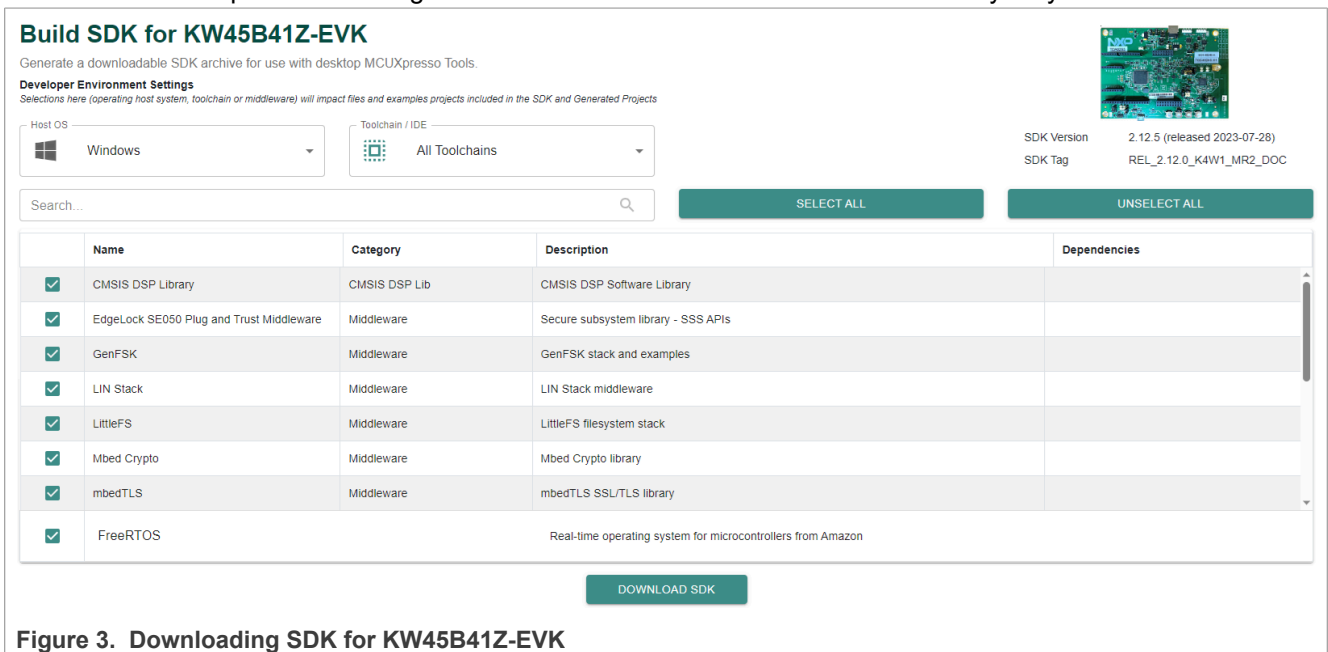 Build SDK for KW45B41Z-EVK
Generate a downloadable SDK archive for use with desktop MCUXpresso Tools.
Developer Environment Settings
Selections here (operating host system, toolchain or middleware) will impact files and examples projects included in the SDK and Generated Projects
NXP
Host OS
Windows
Toolchain / IDE
All Toolchains
SDK Version 2.12.5 (released 2023-07-28)
SDK Tag REL_2.12.0_K4W1_MR2_DOC
Search...
SELECT ALL
UNSELECT ALL
Name Category Description Dependencies
CMSIS DSP Library CMSIS DSP Lib CMSIS DSP Software Library
EdgeLock SE050 Plug and Trust Middleware Middleware Secure subsystem library - SSS APIs
GenFSK Middleware GenFSK stack and examples
LIN Stack Middleware LIN Stack middleware
LittleFS Middleware LittleFS filesystem stack
Mbed Crypto Middleware Mbed Crypto library
mbedTLS Middleware mbedTLS SSL/TLS library
FreeRTOS Real-time operating system for microcontrollers from Amazon
DOWNLOAD SDK
Figure 3. Downloading SDK for KW45B41Z-EVK